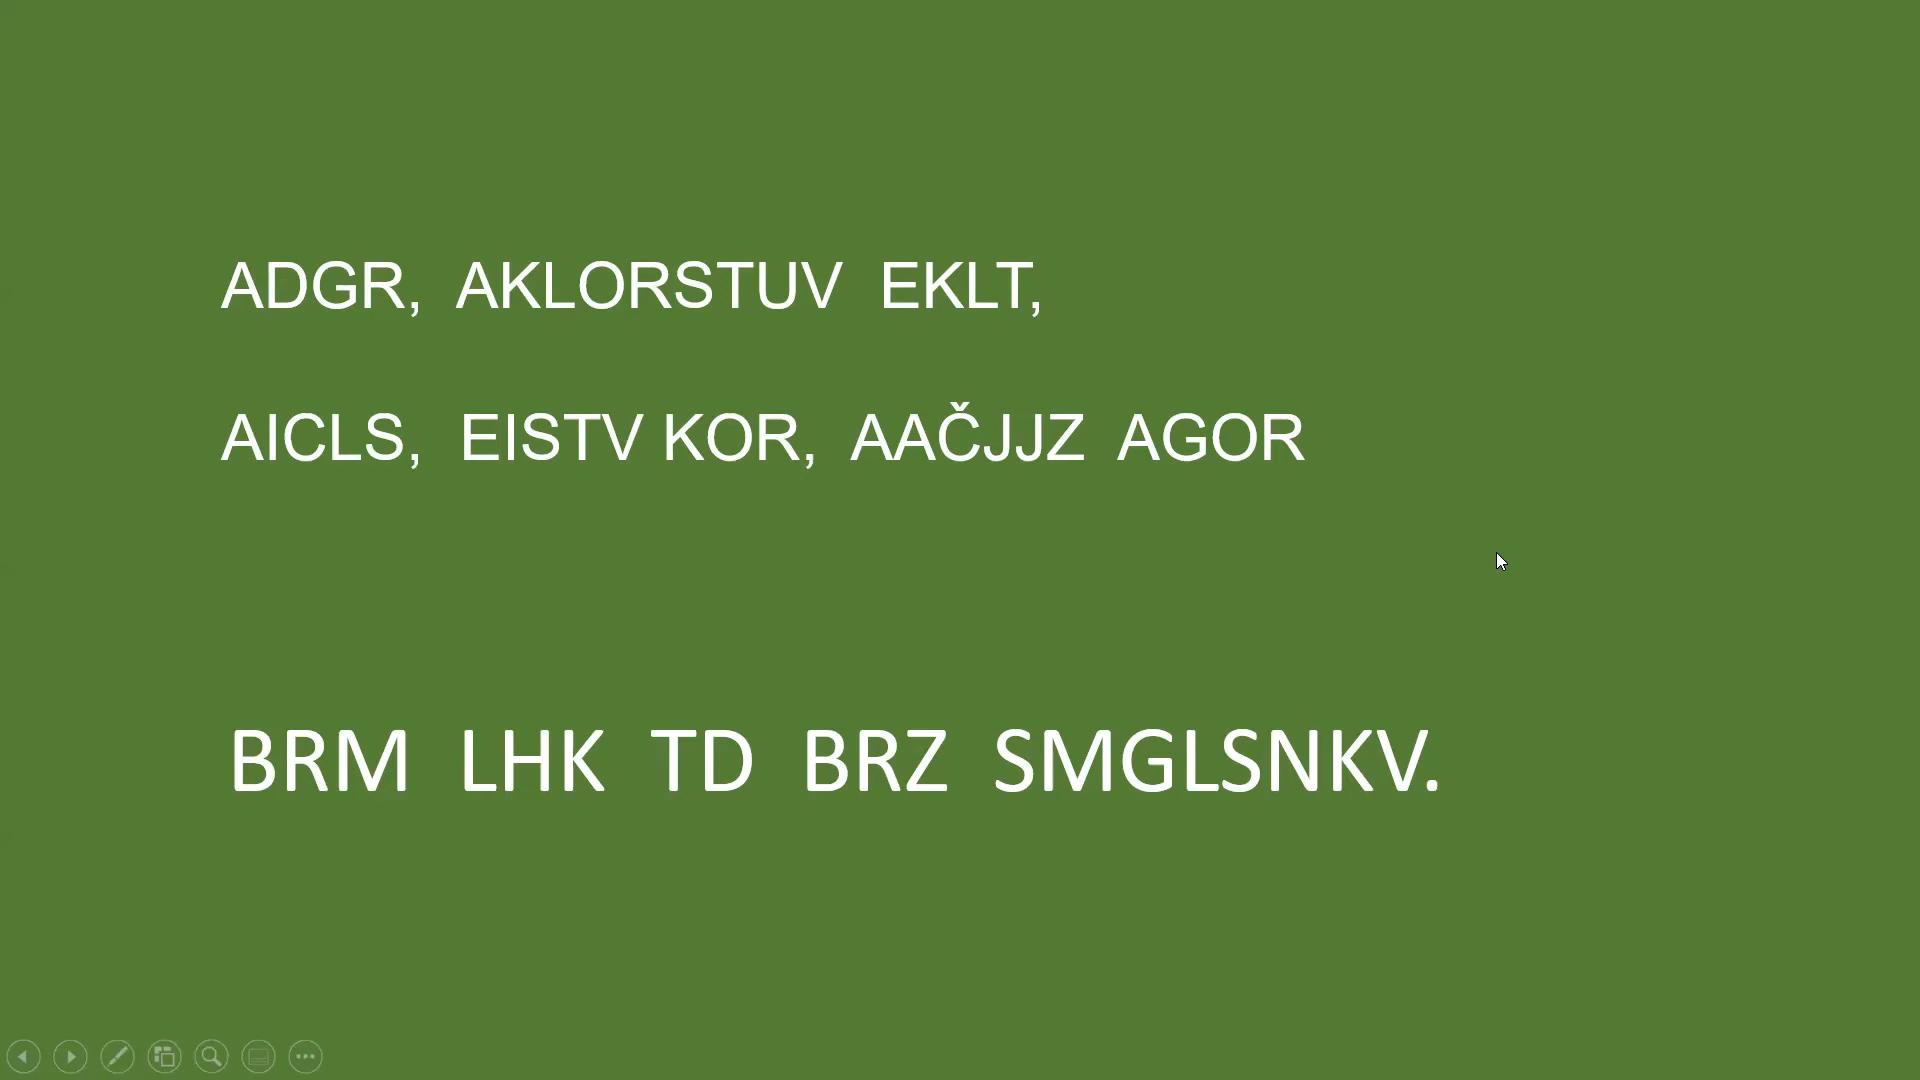 ADGR, AKLORSTUV EKLT,
AICLS, EISTV KOR, AAČJJZ AGOR
BRM LHK TD BRZ SMGLSNKV.